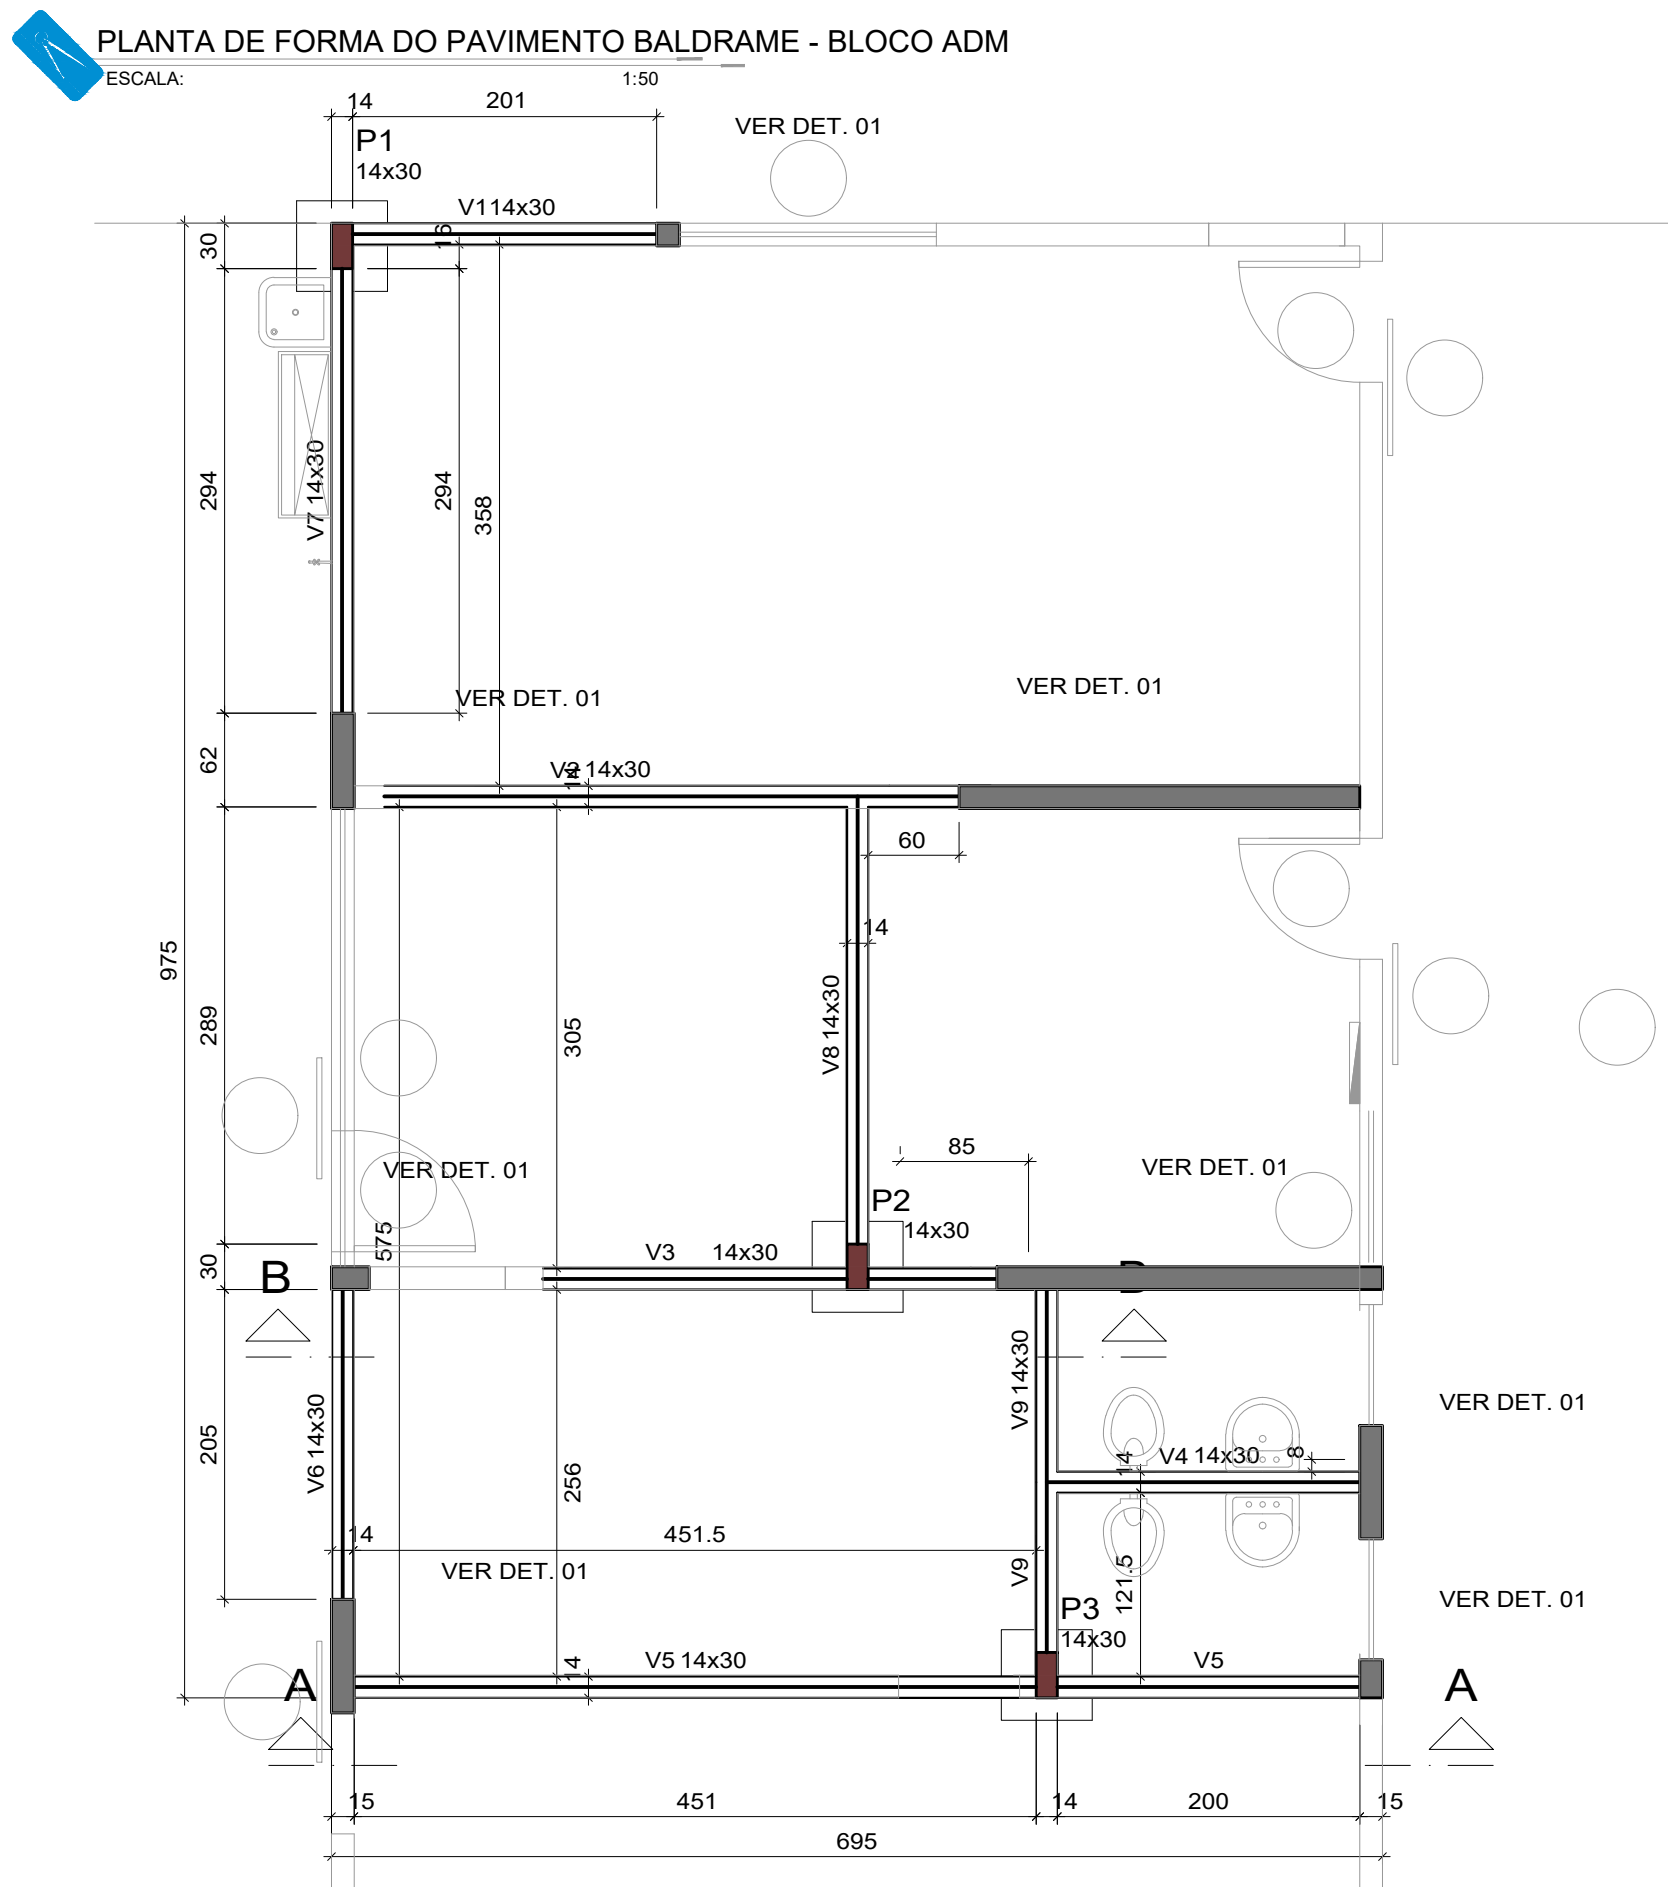 PLANTA DE FORMA DO PAVIMENTO BALDRAME - BLOCO ADM
ESCALA: 1:50
14 201
VER DET. 01
P1
14x30
V114x30
16
30
294
V7 14x30
294
358
VER DET. 01
VER DET. 01
62
V2 14x30
14
60
14
975
289
305
V8 14x30
85
VER DET. 01
VER DET. 01
P2
14x30
575
30
V3 14x30
B
B
V9 14x30
VER DET. 01
V6 14x30
205
256
14
V4 14x30
8
14
451.5
VER DET. 01
V9
121.5
VER DET. 01
P3
14x30
V5 14x30
14
V5
A
A
15 451 14 200 15
695